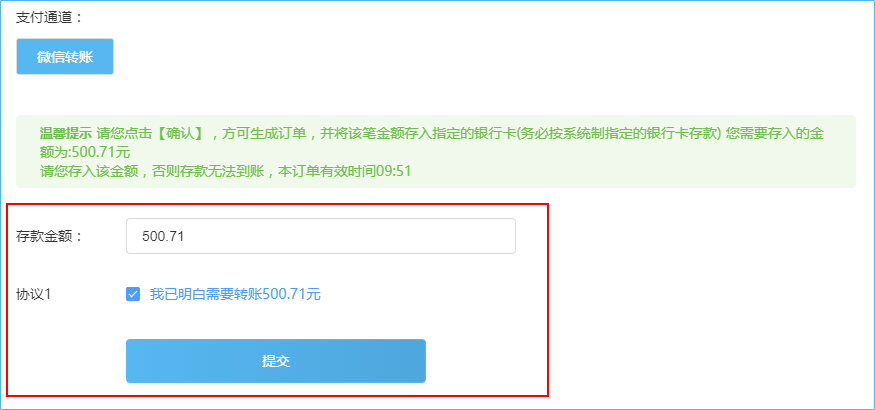 支付通道：
微信转账
温馨提示 请您点击【确认】，方可生成订单，并将该笔金额存入指定的银行卡(务必按系统制指定的银行卡存款) 您需要存入的金
额为:500.71元
请您存入该金额，否则存款无法到账，本订单有效时间09:51
存款金额： 500.71
协议1 我已明白需要转账500.71元
提交